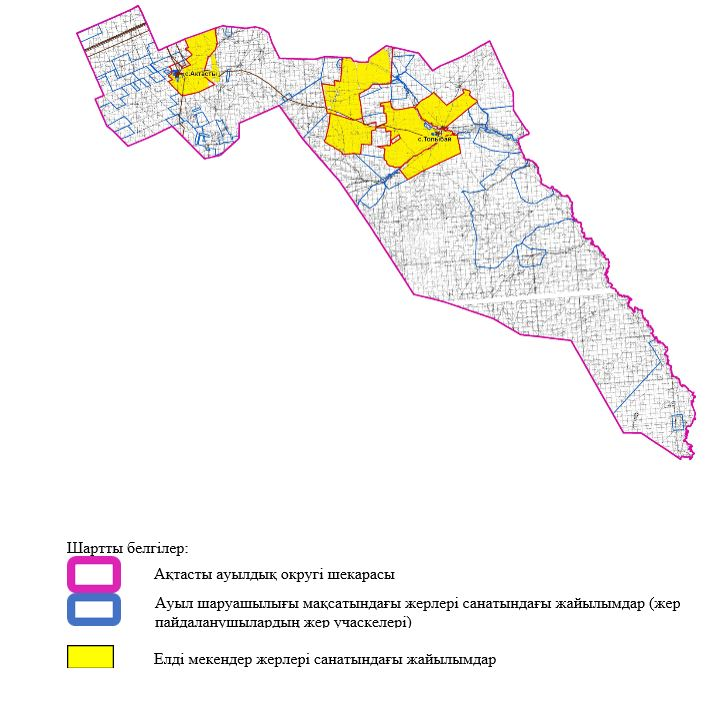 с.Ақтасты
с.Толыбай
Шартты белгілер:
Ақтасты ауылдық округі шекарасы
Ауыл шаруашылығы мақсатындағы жерлері санатындағы жайылымдар (жер
пайдаланушылардың жер учаскелері)
Елді мекендер жерлері санатындағы жайылымдар